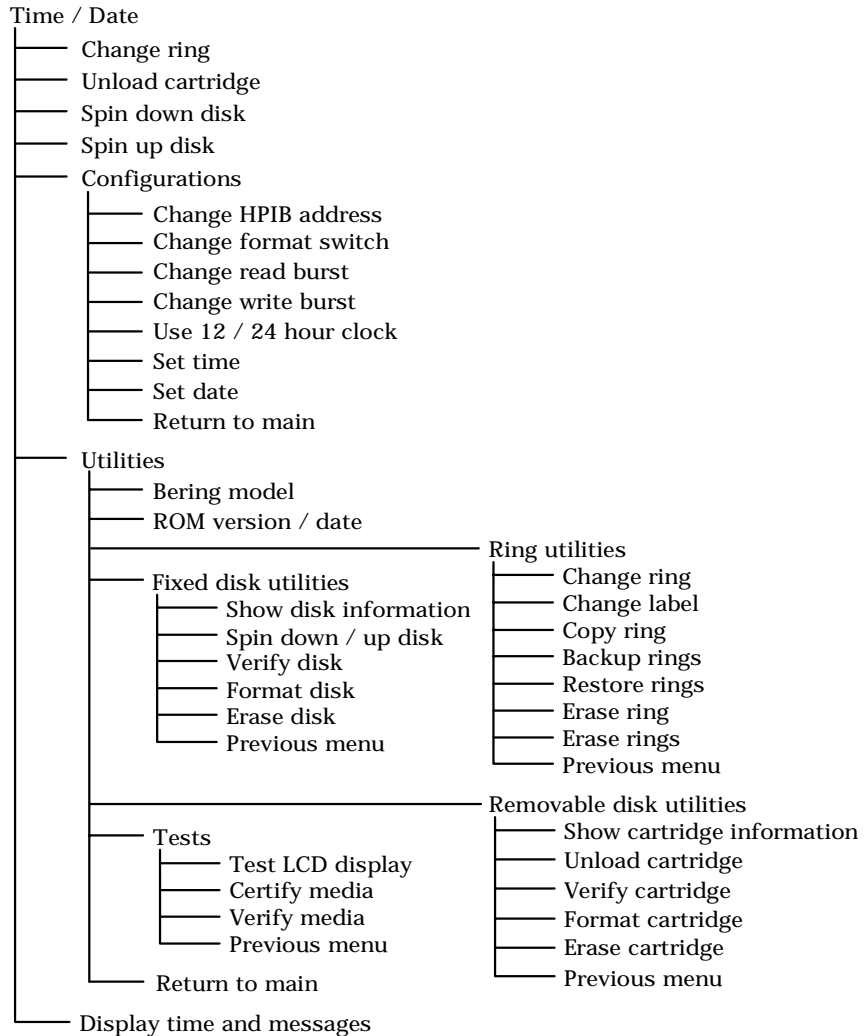 Time / Date
Change ring
Unload cartridge
Spin down disk
Spin up disk
Configurations
Change HPIB address
Change format switch
Change read burst
Change write burst
Use 12 / 24 hour clock
Set time
Set date
Return to main
Utilities
Bering model
ROM version / date
Ring utilities
Change ring
Change label
Copy ring
Backup rings
Restore rings
Erase ring
Erase rings
Previous menu
Fixed disk utilities
Show disk information
Spin down / up disk
Verify disk
Format disk
Erase disk
Previous menu
Removable disk utilities
Show cartridge information
Unload cartridge
Verify cartridge
Format cartridge
Erase cartridge
Previous menu
Tests
Test LCD display
Certify media
Verify media
Previous menu
Return to main
Display time and messages